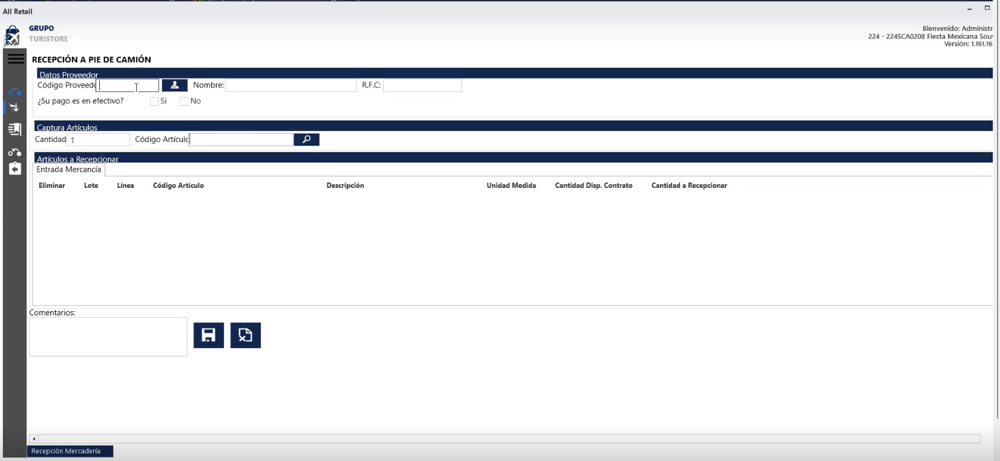 All Retail
GRUPO
TURISTORE
Bienvenido: Administr
224 - 224SCA0208 Fiesta Mexicana Sou
Versión: 1.161.16
RECEPCIÓN A PIE DE CAMIÓN
Datos Proveedor
Código Proveedo Nombre: R.F.C:
¿Su pago es en efectivo? Si No
Captura Artículos
Cantidad 1 Código Artículo
Artículos a Recepcionar
Entrada Mercancía
Eliminar Lote Línea Código Artículo Descripción Unidad Medida Cantidad Disp. Contrato Cantidad a Recepcionar
Comentarios:
Recepción Mercadería